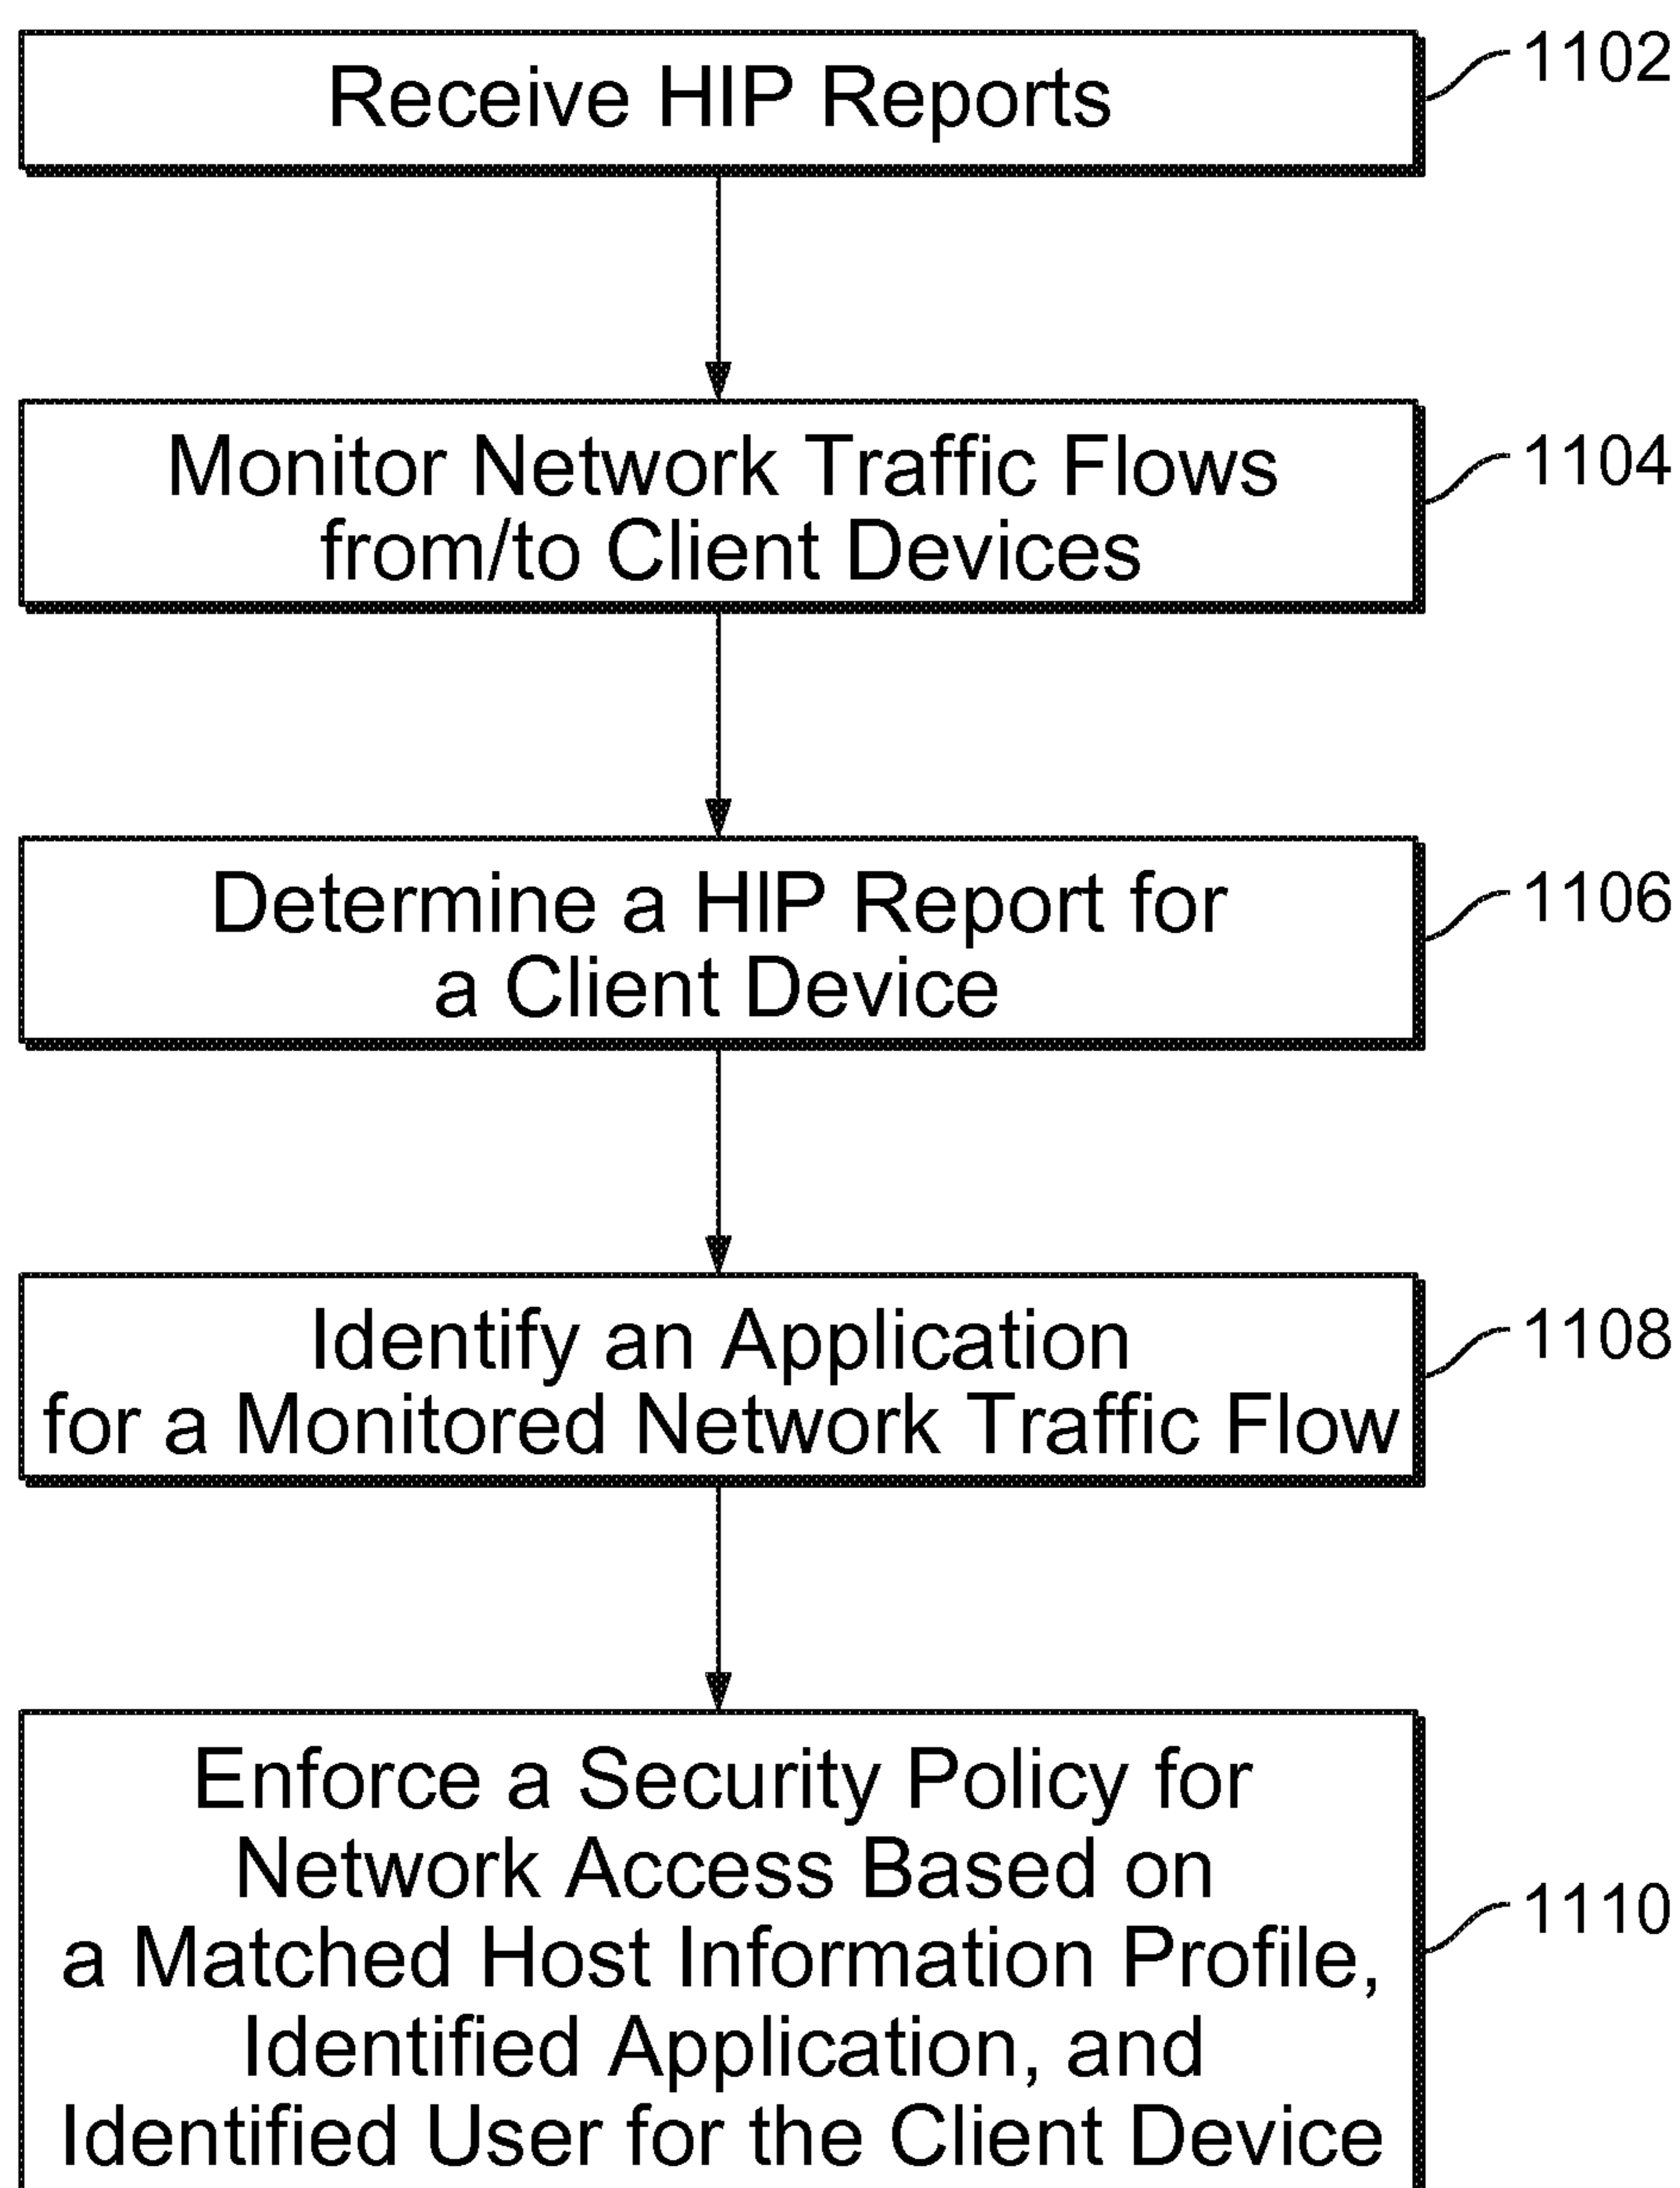 Receive HIP Reports
1102
Monitor Network Traffic Flows
from/to Client Devices
1104
Determine a HIP Report for
a Client Device
1106
Identify an Application
for a Monitored Network Traffic Flow
1108
Enforce a Security Policy for
Network Access Based on
a Matched Host Information Profile,
Identified Application, and
Identified User for the Client Device
1110